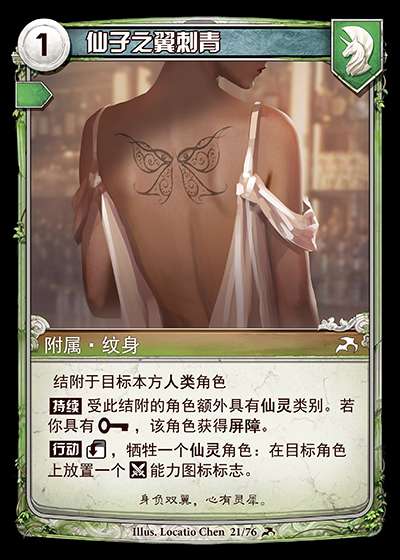 1
仙子之翼刺青
附属·纹身
结附于目标本方人类角色
持续 受此结附的角色额外具有仙灵类别。若
你具有 ，该角色获得屏障。
行动 ，牺牲一个仙灵角色：在目标角色
上放置一个 能力图标标志。
身负双翼，心有灵犀。
Illus. Locatio Chen 21/76